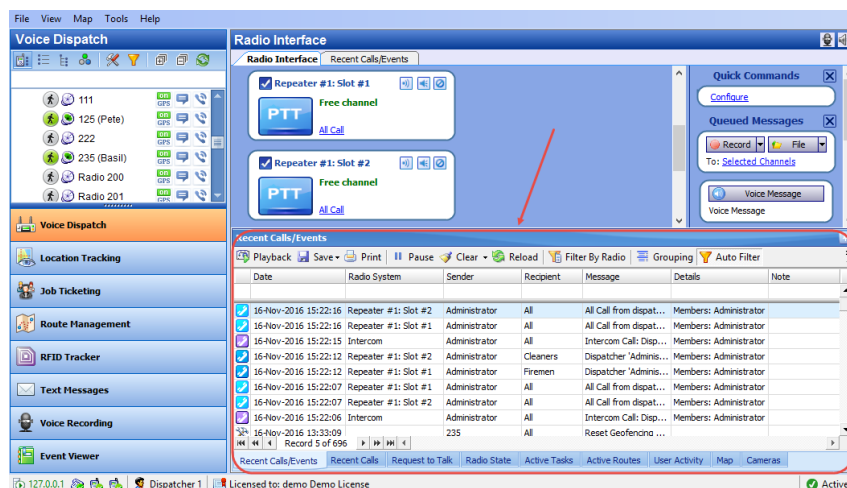 File View Map Tools Help
Voice Dispatch
111
125 (Pete)
222
235 (Basil)
Radio 200
Radio 201
on GPS
on GPS
on GPS
on GPS
on GPS
on GPS
Voice Dispatch
Location Tracking
Job Ticketing
Route Management
RFID Tracker
Text Messages
Voice Recording
Event Viewer
Radio Interface
Radio Interface Recent Calls/Events
Repeater #1: Slot #1
Free channel
PTT
All Call
Repeater #1: Slot #2
Free channel
PTT
All Call
Quick Commands
Configure
Queued Messages
Record File
To: Selected Channels
Voice Message
Voice Message
Recent Calls/Events
Playback Save Print Pause Clear Reload Filter By Radio Grouping Auto Filter
Date Radio System Sender Recipient Message Details Note
16-Nov-2016 15:22:16 Repeater #1: Slot #2 Administrator All All Call from dispat... Members: Administrator
16-Nov-2016 15:22:16 Repeater #1: Slot #1 Administrator All All Call from dispat... Members: Administrator
16-Nov-2016 15:22:15 Intercom Administrator All Intercom Call: Disp... Members: Administrator
16-Nov-2016 15:22:12 Repeater #1: Slot #2 Administrator Cleaners Dispatcher 'Adminis... Members: Administrator
16-Nov-2016 15:22:12 Repeater #1: Slot #1 Administrator Firemen Dispatcher 'Adminis... Members: Administrator
16-Nov-2016 15:22:07 Repeater #1: Slot #1 Administrator All All Call from dispat... Members: Administrator
16-Nov-2016 15:22:07 Repeater #1: Slot #2 Administrator All All Call from dispat... Members: Administrator
16-Nov-2016 15:22:06 Intercom Administrator All Intercom Call: Disp... Members: Administrator
16-Nov-2016 13:33:09 235 All Reset Geofencing ...
Record 5 of 696
Recent Calls/Events Recent Calls Request to Talk Radio State Active Tasks Active Routes User Activity Map Cameras
127.0.0.1 Dispatcher 1 Licensed to: demo Demo License Active